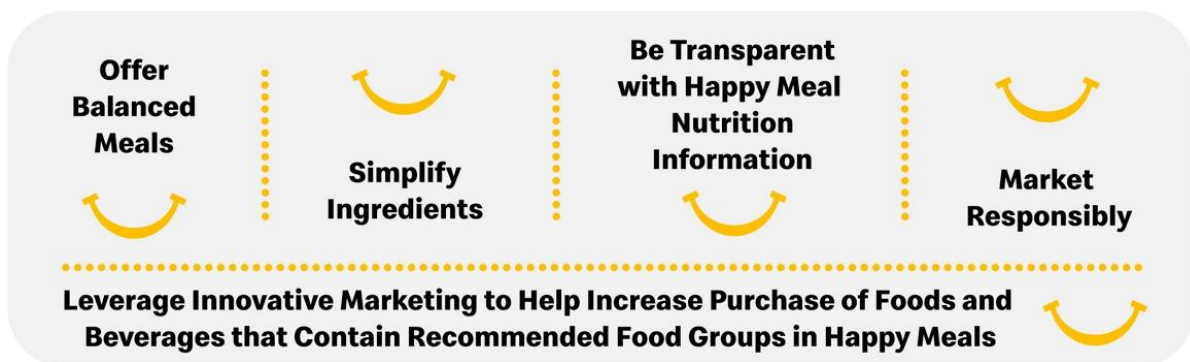 Offer
Balanced
Meals
Simplify
Ingredients
Be Transparent
with Happy Meal
Nutrition
Information
Market
Responsibly
Leverage Innovative Marketing to Help Increase Purchase of Foods and
Beverages that Contain Recommended Food Groups in Happy Meals